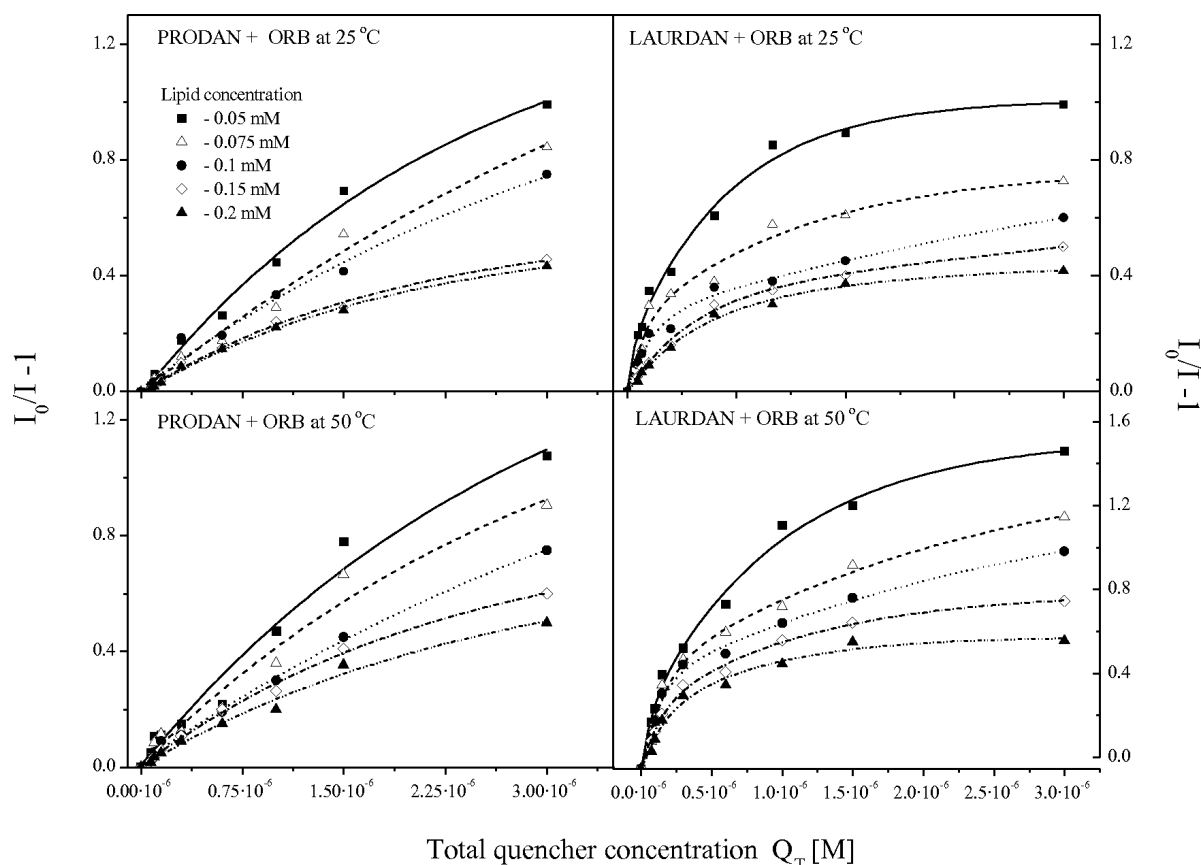 PRODAN + ORB at 25 °C
LAURDAN + ORB at 25 °C
Lipid concentration
- 0.05 mM
- 0.075 mM
- 0.1 mM
- 0.15 mM
- 0.2 mM
1.2
0.8
0.4
0.0
1.2
0.8
0.4
0.0
I0/I -1
I0/I - 1
PRODAN + ORB at 50 °C
LAURDAN + ORB at 50 °C
1.2
0.8
0.4
0.0
1.6
1.2
0.8
0.4
0.0
0.00·10-6 0.75·10-6 1.50·10-6 2.25·10-6 3.00·10-6
0.0·10-6 0.5·10-6 1.0·10-6 1.5·10-6 2.0·10-6 2.5·10-6 3.0·10-6
Total quencher concentration QT [M]